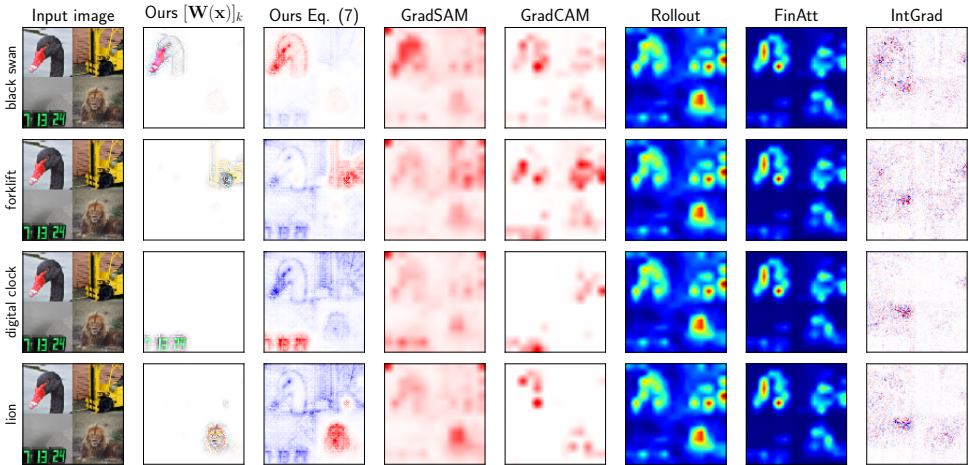 Input image Ours [W(x)]k Ours Eq. (7) GradSAM GradCAM Rollout FinAtt IntGrad
black swan
7:13 24
forklift
7:13 24
digital clock
7:13 24
lion
7:13 24